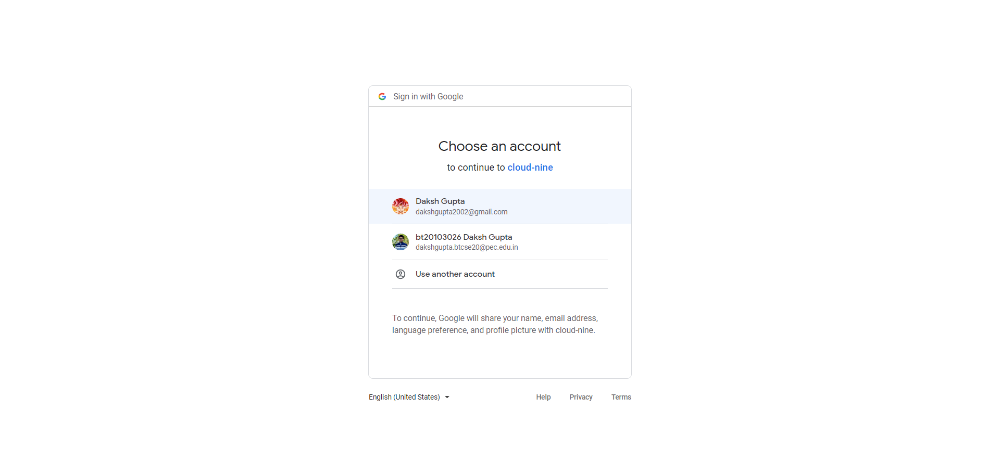 Sign in with Google
Choose an account
to continue to cloud-nine
Daksh Gupta
dakshgupta2002@gmail.com
bt20103026 Daksh Gupta
dakshgupta.btcse20@pec.edu.in
Use another account
To continue, Google will share your name, email address,
language preference, and profile picture with cloud-nine.
English (United States) Help Privacy Terms